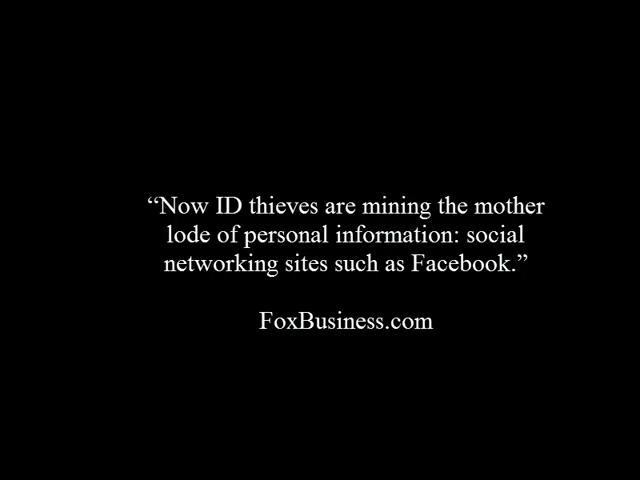 “Now ID thieves are mining the mother
lode of personal information: social
networking sites such as Facebook.”
FoxBusiness.com